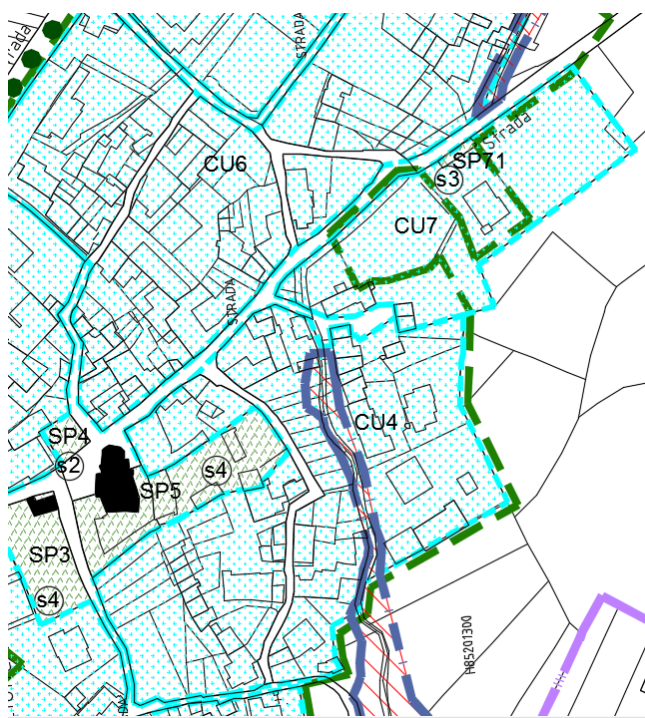 Strada
STRADA
Strada
SP71
s3
CU6
CU7
STRADA
CU4
SP4
s2
s4
SP5
SP3
s4
H85201300